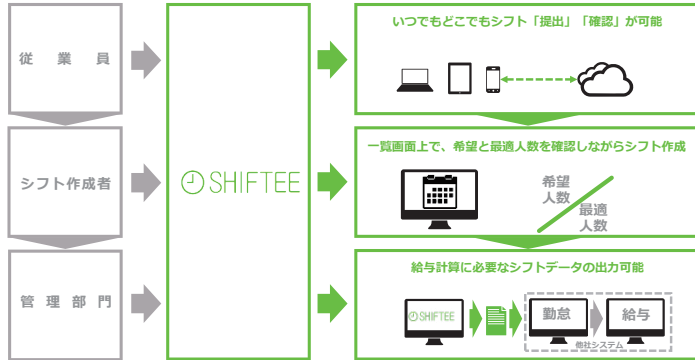 従業員
いつでもどこでもシフト「提出」「確認」が可能
シフト作成者
SHIFTEE
一覧画面上で、希望と最適人数を確認しながらシフト作成
希望
人数
最適
人数
管理部門
給与計算に必要なシフトデータの出力可能
SHIFTEE
勤怠
給与
他社システム